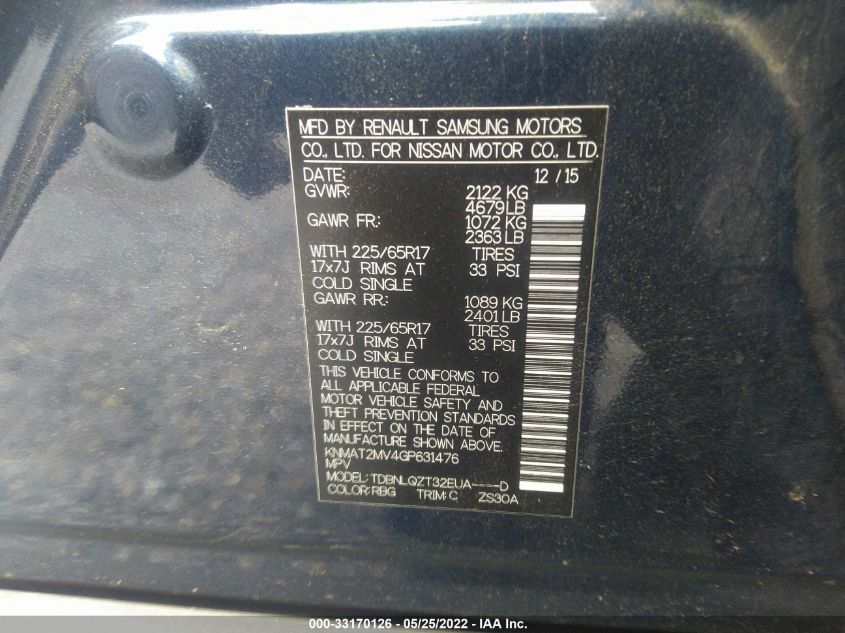 MFD BY RENAULT SAMSUNG MOTORS
CO., LTD. FOR NISSAN MOTOR CO., LTD.
DATE: 12 / 15
GVWR: 2122 KG
4679 LB
GAWR FR.: 1072 KG
2363 LB
WITH 225/65R17 TIRES
17x7J RIMS AT 33 PSI
COLD SINGLE
GAWR RR.: 1089 KG
2401 LB
WITH 225/65R17 TIRES
17x7J RIMS AT 33 PSI
COLD SINGLE
THIS VEHICLE CONFORMS TO
ALL APPLICABLE FEDERAL
MOTOR VEHICLE SAFETY AND
THEFT PREVENTION STANDARDS
IN EFFECT ON THE DATE OF
MANUFACTURE SHOWN ABOVE.
KNMAT2MV4GP631476
MPV
MODEL: TDBNLQZT32EUA----D
COLOR: RBG TRIM: C ZS30A
000-33170126 - 05/25/2022 - IAA Inc.